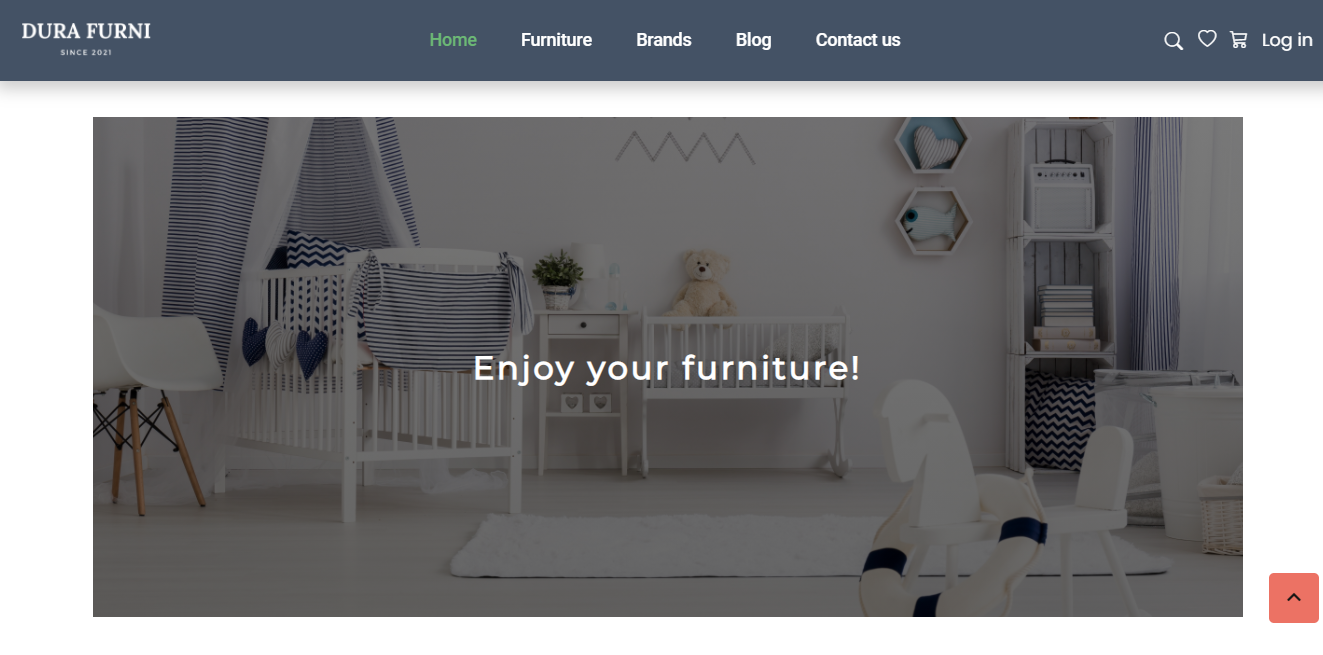 DURA FURNI
SINCE 2021
Home Furniture Brands Blog Contact us
Log in
Enjoy your furniture!